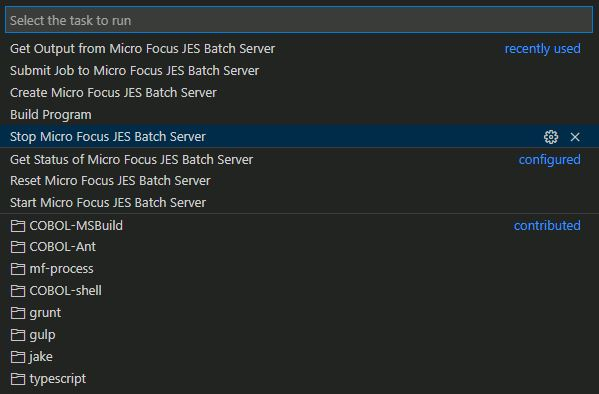 Select the task to run
Get Output from Micro Focus JES Batch Server recently used
Submit Job to Micro Focus JES Batch Server
Create Micro Focus JES Batch Server
Build Program
Stop Micro Focus JES Batch Server
Get Status of Micro Focus JES Batch Server configured
Reset Micro Focus JES Batch Server
Start Micro Focus JES Batch Server
COBOL-MSBuild contributed
COBOL-Ant
mf-process
COBOL-shell
grunt
gulp
jake
typescript